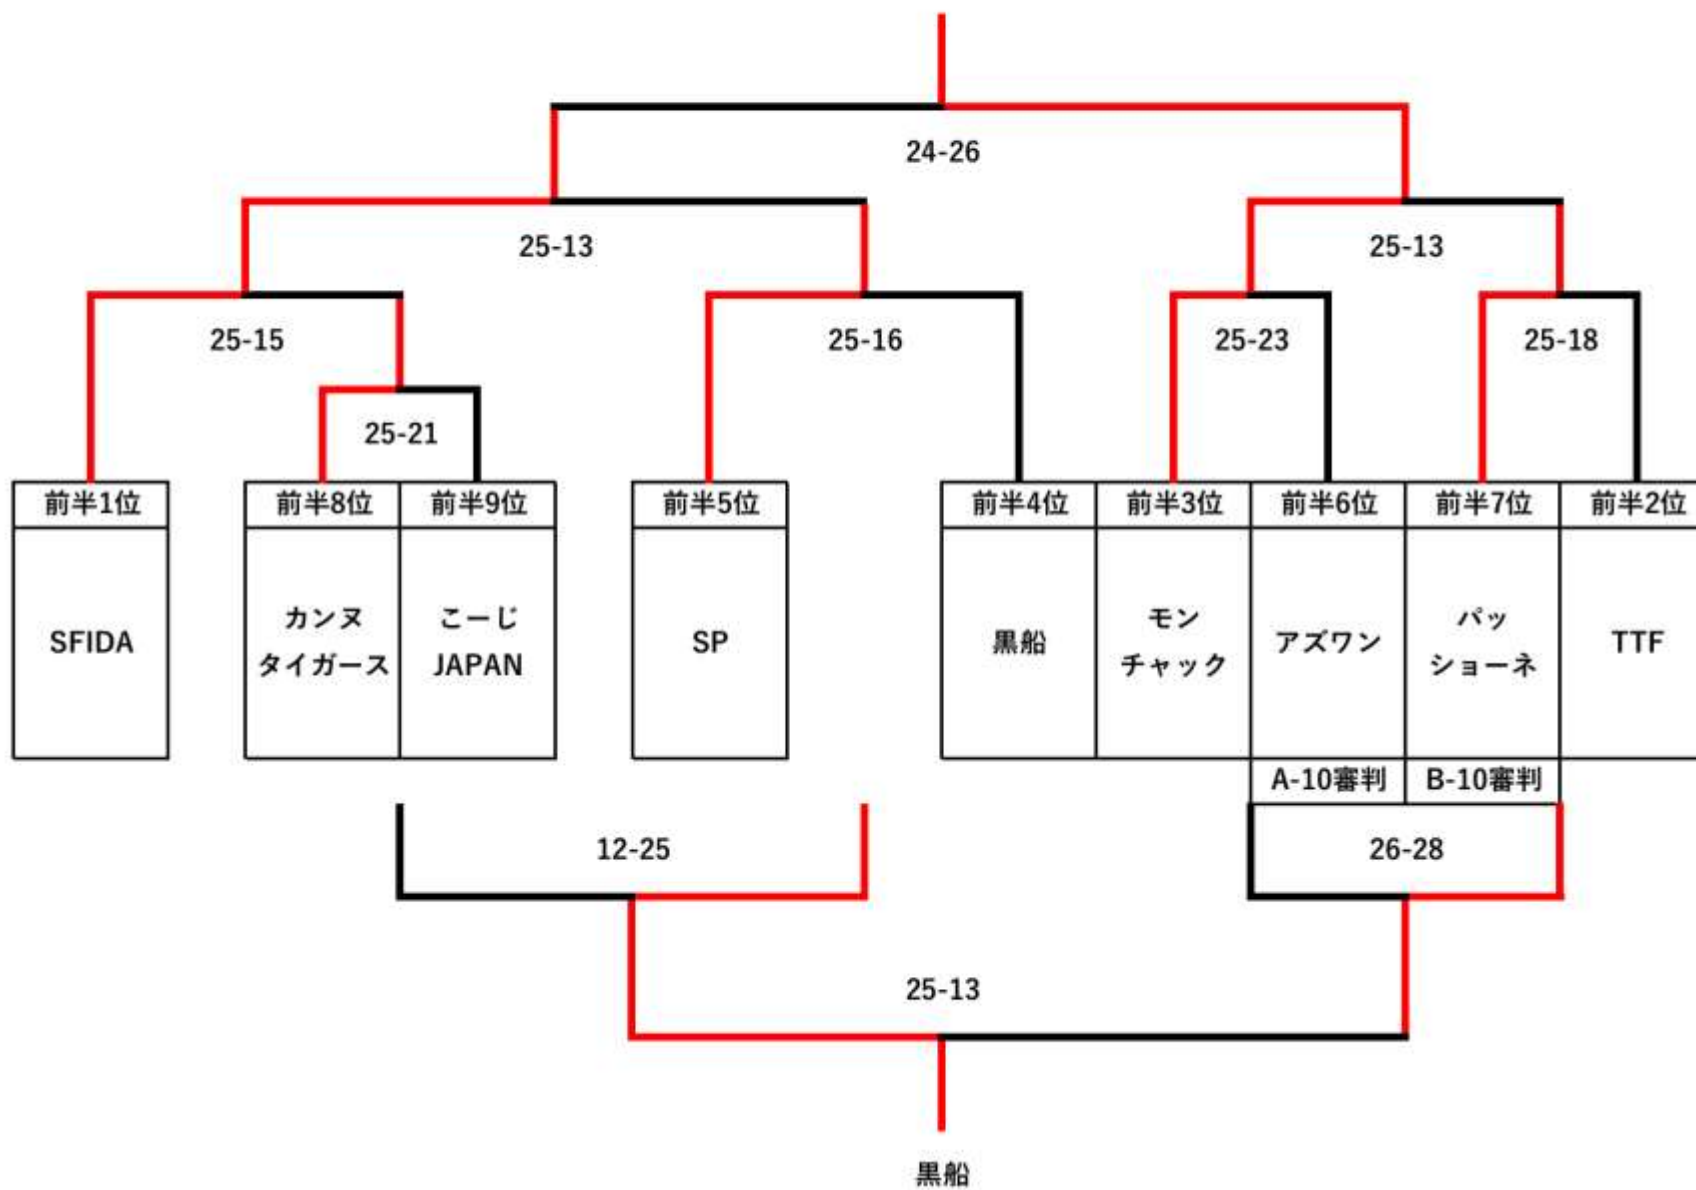 24-26
25-13
25-13
25-15
25-16
25-23
25-18
25-21
前半1位
前半8位
前半9位
前半5位
前半4位
前半3位
前半6位
前半7位
前半2位
SFIDA
カンヌ
タイガース
こーじ
JAPAN
SP
黒船
モン
チャック
アズワン
パッ
ショーネ
TTF
A-10審判
B-10審判
12-25
26-28
25-13
黒船